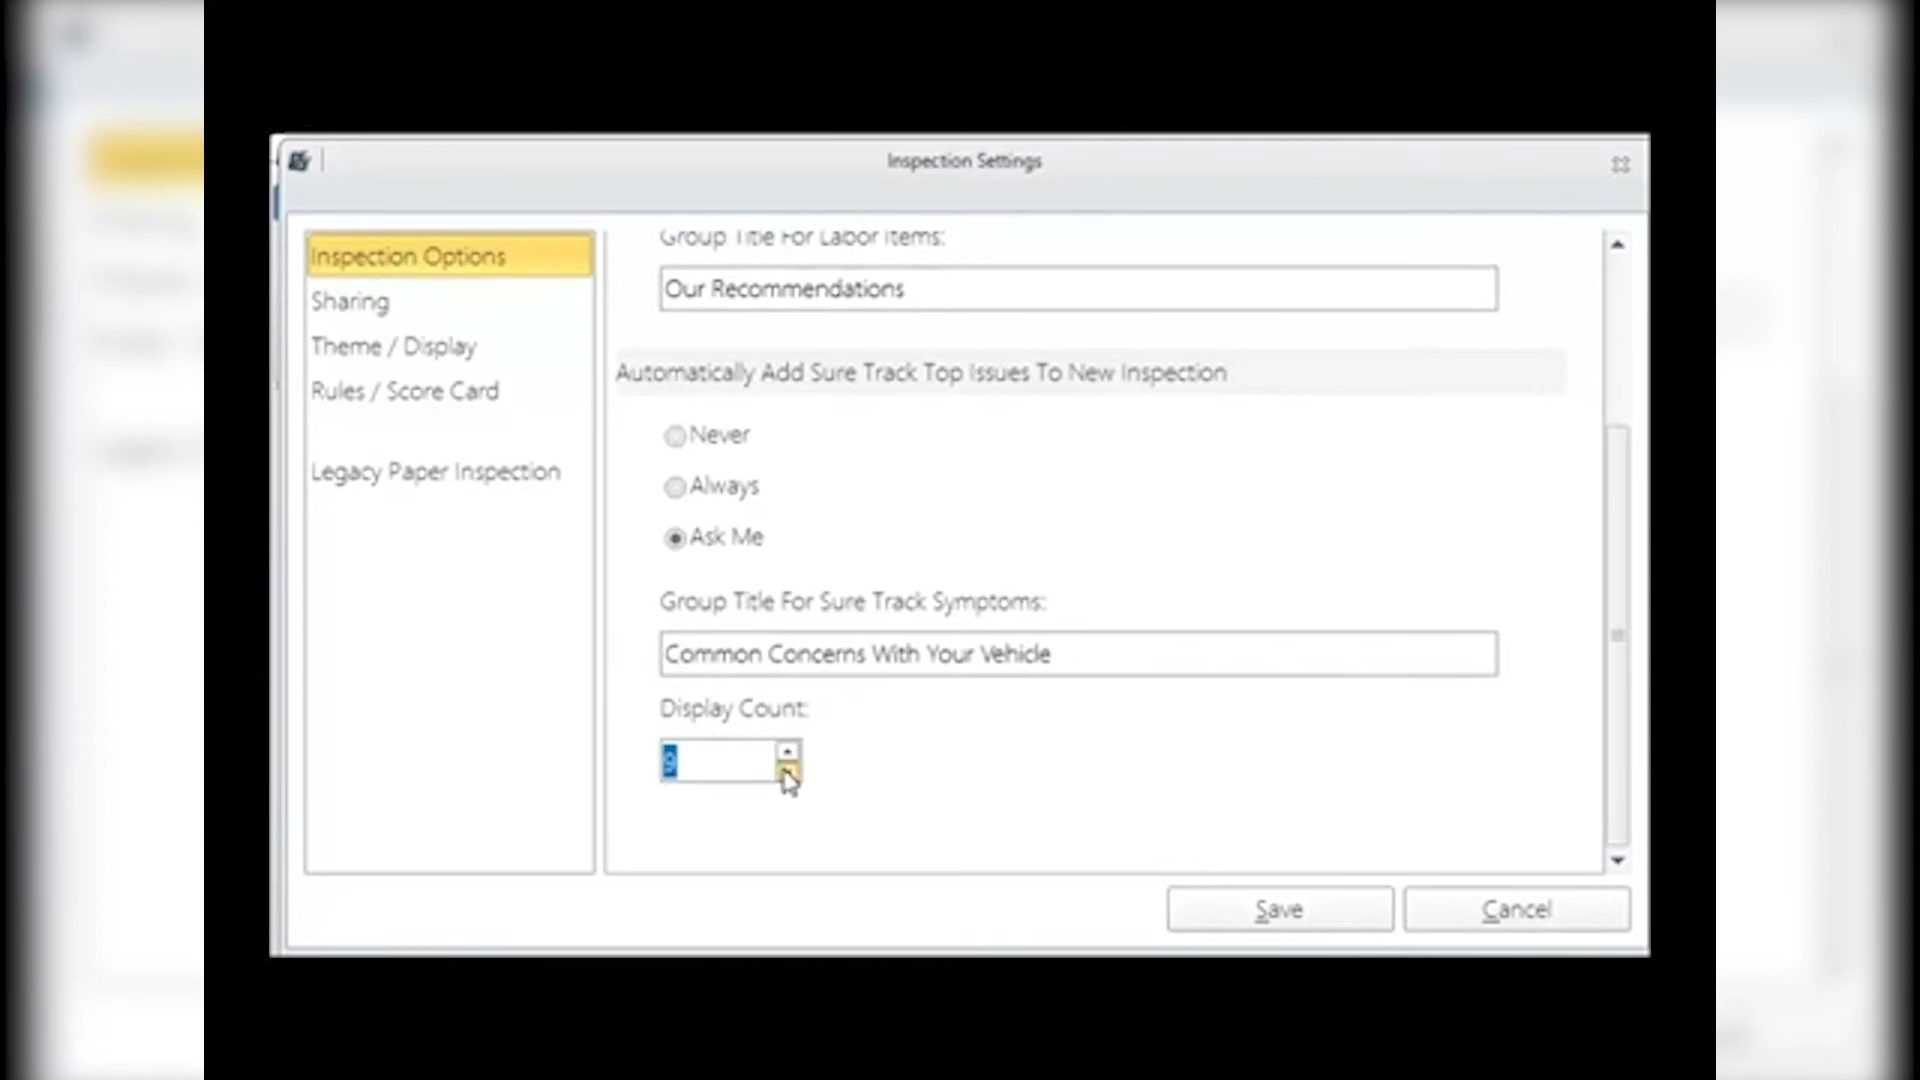 Inspection Settings
Inspection Options
Sharing
Theme / Display
Rules / Score Card
Legacy Paper Inspection
Group Title For Labor Items:
Our Recommendations
Automatically Add Sure Track Top Issues To New Inspection
Never
Always
Ask Me
Group Title For Sure Track Symptoms:
Common Concerns With Your Vehicle
Display Count:
9
Save
Cancel